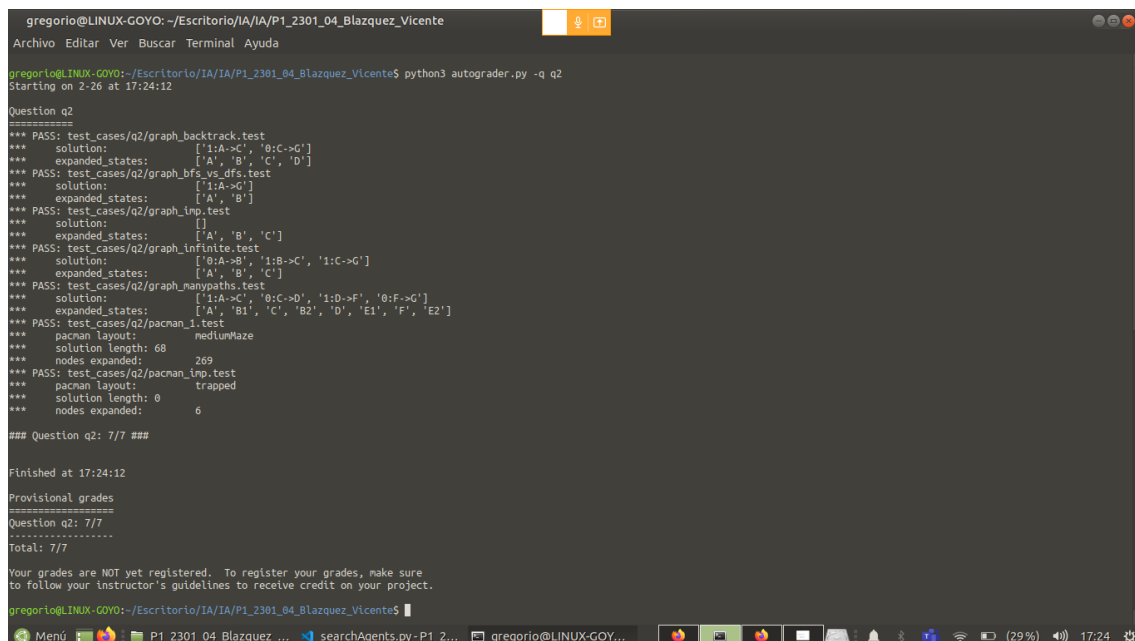 gregorio@LINUX-GOYO: ~/Escritorio/IA/IA/P1_2301_04_Blazquez_Vicente
Archivo Editar Ver Buscar Terminal Ayuda
gregorio@LINUX-GOYO:~/Escritorio/IA/IA/P1_2301_04_Blazquez_Vicente$ python3 autograder.py -q q2
Starting on 2-26 at 17:24:12
Question q2
===========
*** PASS: test_cases/q2/graph_backtrack.test
*** solution: ['1:A->C', '0:C->G']
*** expanded_states: ['A', 'B', 'C', 'D']
*** PASS: test_cases/q2/graph_bfs_vs_dfs.test
*** solution: ['1:A->G']
*** expanded_states: ['A', 'B']
*** PASS: test_cases/q2/graph_imp.test
*** solution: []
*** expanded_states: ['A', 'B', 'C']
*** PASS: test_cases/q2/graph_infinite.test
*** solution: ['0:A->B', '1:B->C', '1:C->G']
*** expanded_states: ['A', 'B', 'C']
*** PASS: test_cases/q2/graph_manypaths.test
*** solution: ['1:A->C', '0:C->D', '1:D->F', '0:F->G']
*** expanded_states: ['A', 'B1', 'C', 'B2', 'D', 'E1', 'F', 'E2']
*** PASS: test_cases/q2/pacman_1.test
*** pacman layout: mediumMaze
*** solution length: 68
*** nodes expanded: 269
*** PASS: test_cases/q2/pacman_imp.test
*** pacman layout: trapped
*** solution length: 0
*** nodes expanded: 6
### Question q2: 7/7 ###
Finished at 17:24:12
Provisional grades
==================
Question q2: 7/7
------------------
Total: 7/7
Your grades are NOT yet registered. To register your grades, make sure
to follow your instructor's guidelines to receive credit on your project.
gregorio@LINUX-GOYO:~/Escritorio/IA/IA/P1_2301_04_Blazquez_Vicente$
Menú P1_2301_04_Blazquez_... searchAgents.py - P1_2... gregorio@LINUX-GOY... (29 %) 17:24